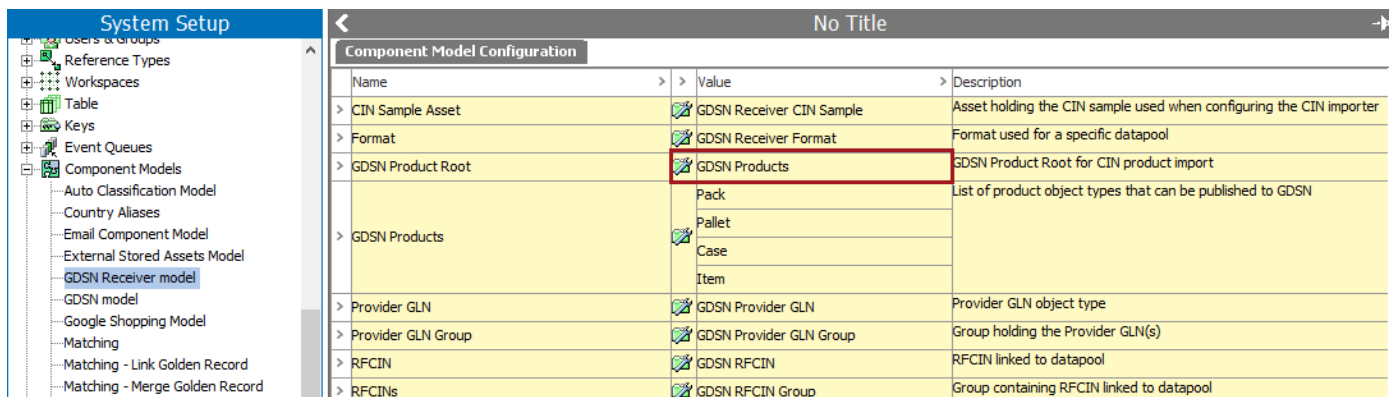 System Setup
Users & Groups
Reference Types
Workspaces
Table
Keys
Event Queues
Component Models
Auto Classification Model
Country Aliases
Email Component Model
External Stored Assets Model
GDSN Receiver model
GDSN model
Google Shopping Model
Matching
Matching - Link Golden Record
Matching - Merge Golden Record
No Title
Component Model Configuration
Name > > Value > Description
> CIN Sample Asset GDSN Receiver CIN Sample Asset holding the CIN sample used when configuring the CIN importer
> Format GDSN Receiver Format Format used for a specific datapool
> GDSN Product Root GDSN Products GDSN Product Root for CIN product import
> GDSN Products Pack List of product object types that can be published to GDSN
Pallet
Case
Item
> Provider GLN GDSN Provider GLN Provider GLN object type
> Provider GLN Group GDSN Provider GLN Group Group holding the Provider GLN(s)
> RFCIN GDSN RFCIN RFCIN linked to datapool
> RFCINs GDSN RFCIN Group Group containing RFCIN linked to datapool